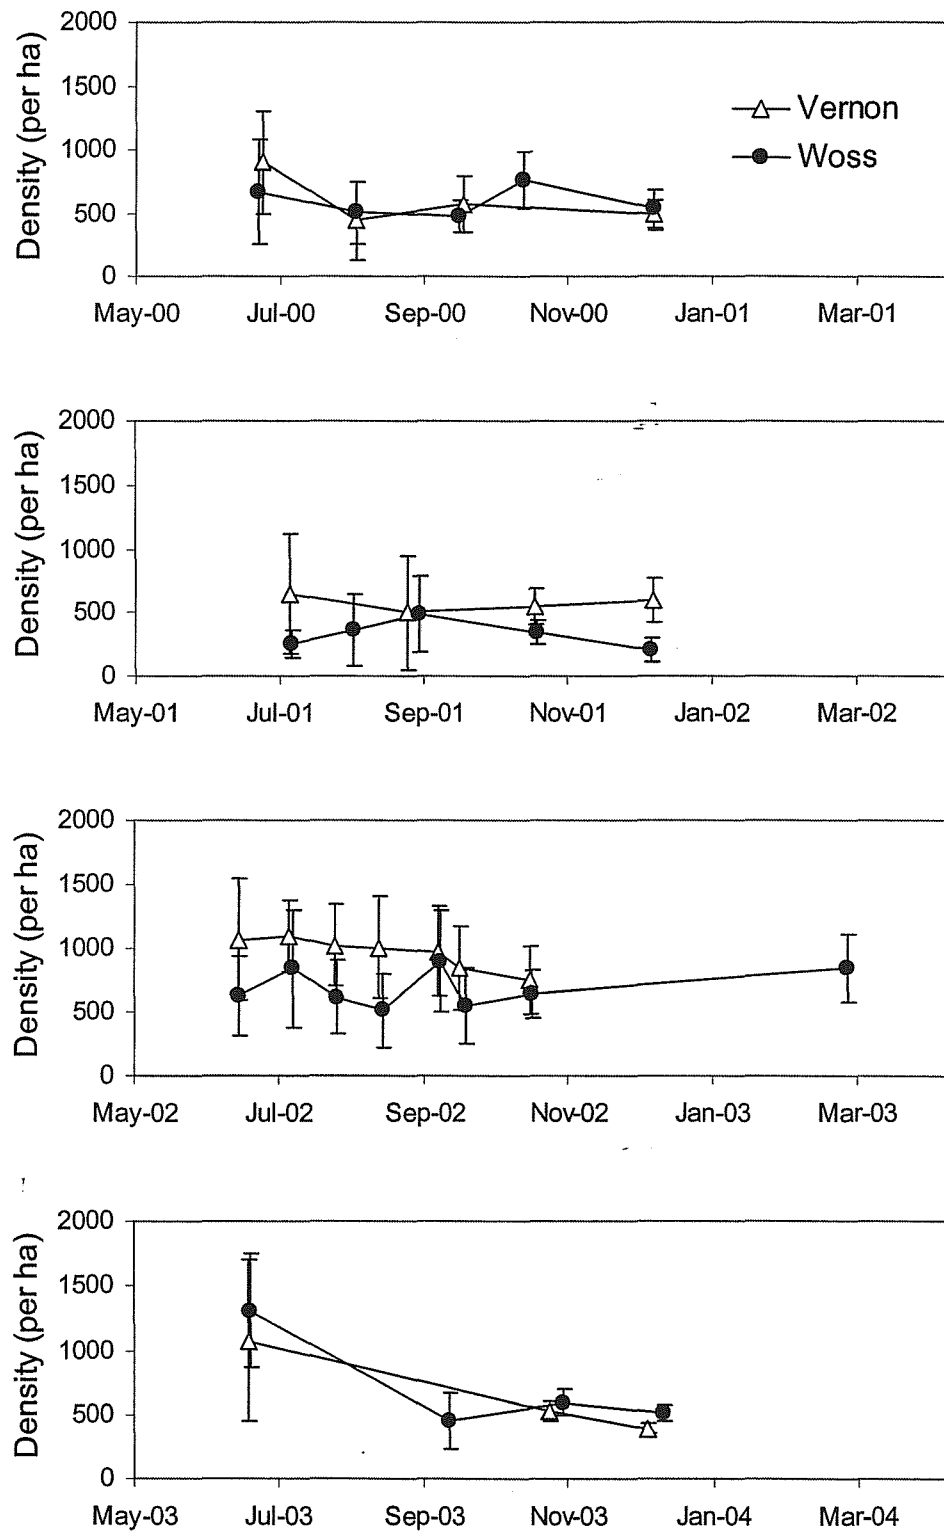 2000
1500
1000
500
0
Density (per ha)
Vernon
Woss
May-00 Jul-00 Sep-00 Nov-00 Jan-01 Mar-01
2000
1500
1000
500
0
Density (per ha)
May-01 Jul-01 Sep-01 Nov-01 Jan-02 Mar-02
2000
1500
1000
500
0
Density (per ha)
May-02 Jul-02 Sep-02 Nov-02 Jan-03 Mar-03
2000
1500
1000
500
0
Density (per ha)
May-03 Jul-03 Sep-03 Nov-03 Jan-04 Mar-04